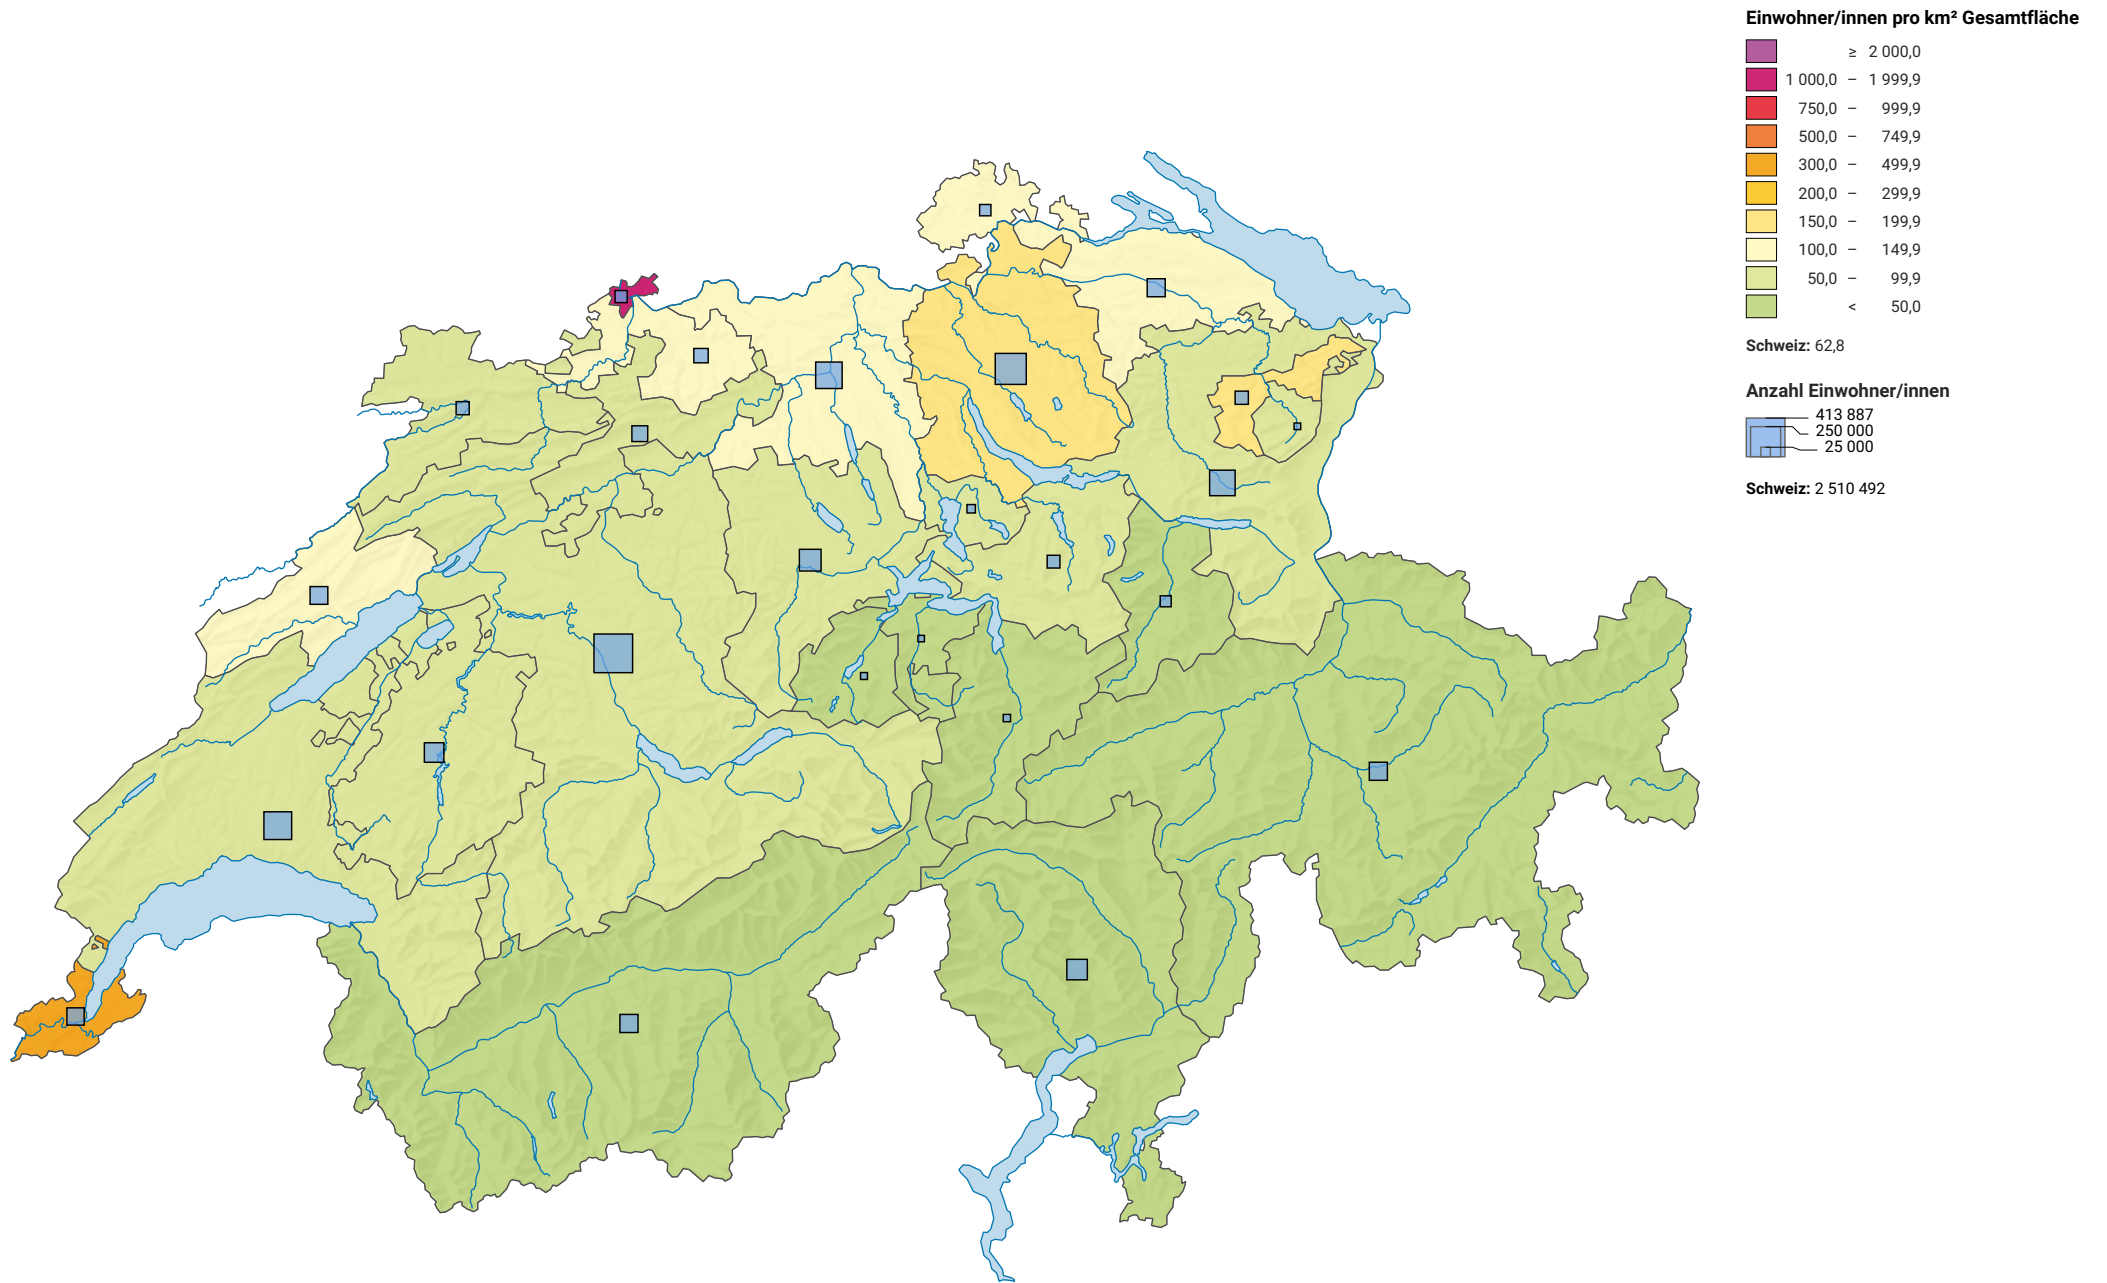 Einwohner/innen pro km² Gesamtfläche
≥ 2 000,0
1 000,0 – 1 999,9
750,0 – 999,9
500,0 – 749,9
300,0 – 499,9
200,0 – 299,9
150,0 – 199,9
100,0 – 149,9
50,0 – 99,9
< 50,0
Schweiz: 62,8
Anzahl Einwohner/innen
413 887
250 000
25 000
Schweiz: 2 510 492